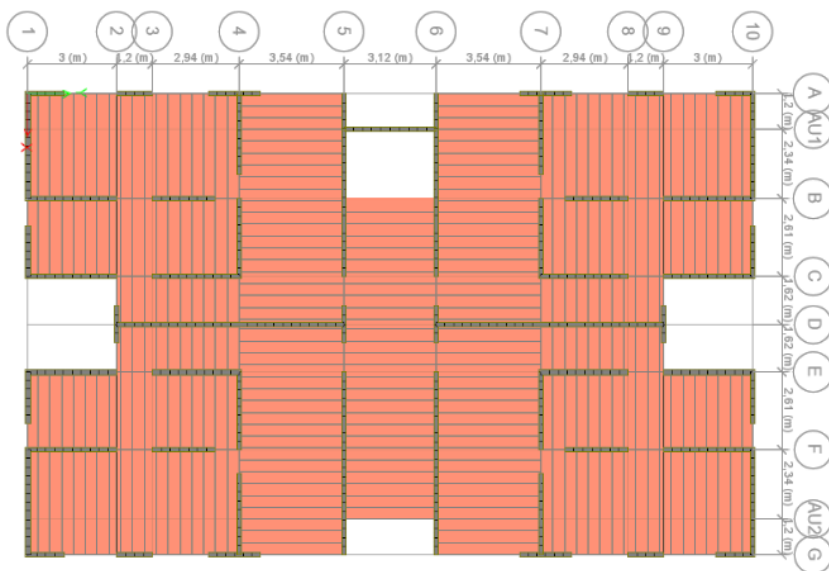 1 2 3 4 5 6 7 8 9 10
3 (m) 1,2 (m) 2,94 (m) 3,54 (m) 3,12 (m) 3,54 (m) 2,94 (m) 1,2 (m) 3 (m)
A
1,2 (m)
AU1
2,34 (m)
B
2,61 (m)
C
1,62 (m)
D
1,62 (m)
E
2,61 (m)
F
2,34 (m)
AU2
1,2 (m)
G